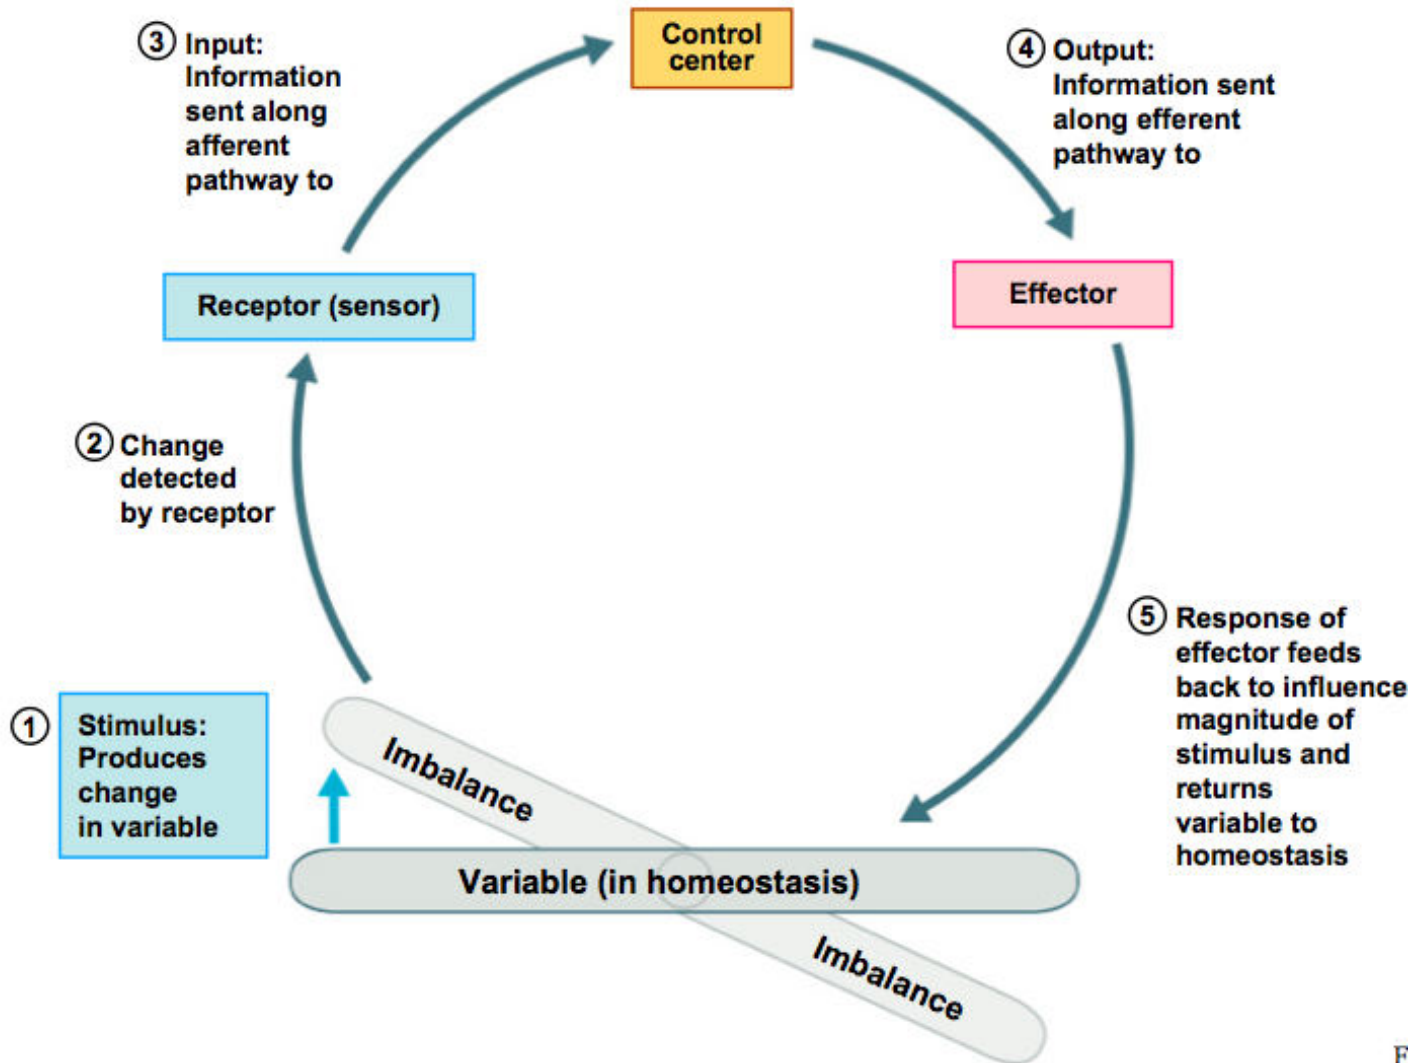 ③ Input:
Information
sent along
afferent
pathway to
Control
center
④ Output:
Information sent
along efferent
pathway to
Receptor (sensor)
Effector
② Change
detected
by receptor
① Stimulus:
Produces
change
in variable
Imbalance
⑤ Response of
effector feeds
back to influence
magnitude of
stimulus and
returns
variable to
homeostasis
Variable (in homeostasis)
Imbalance